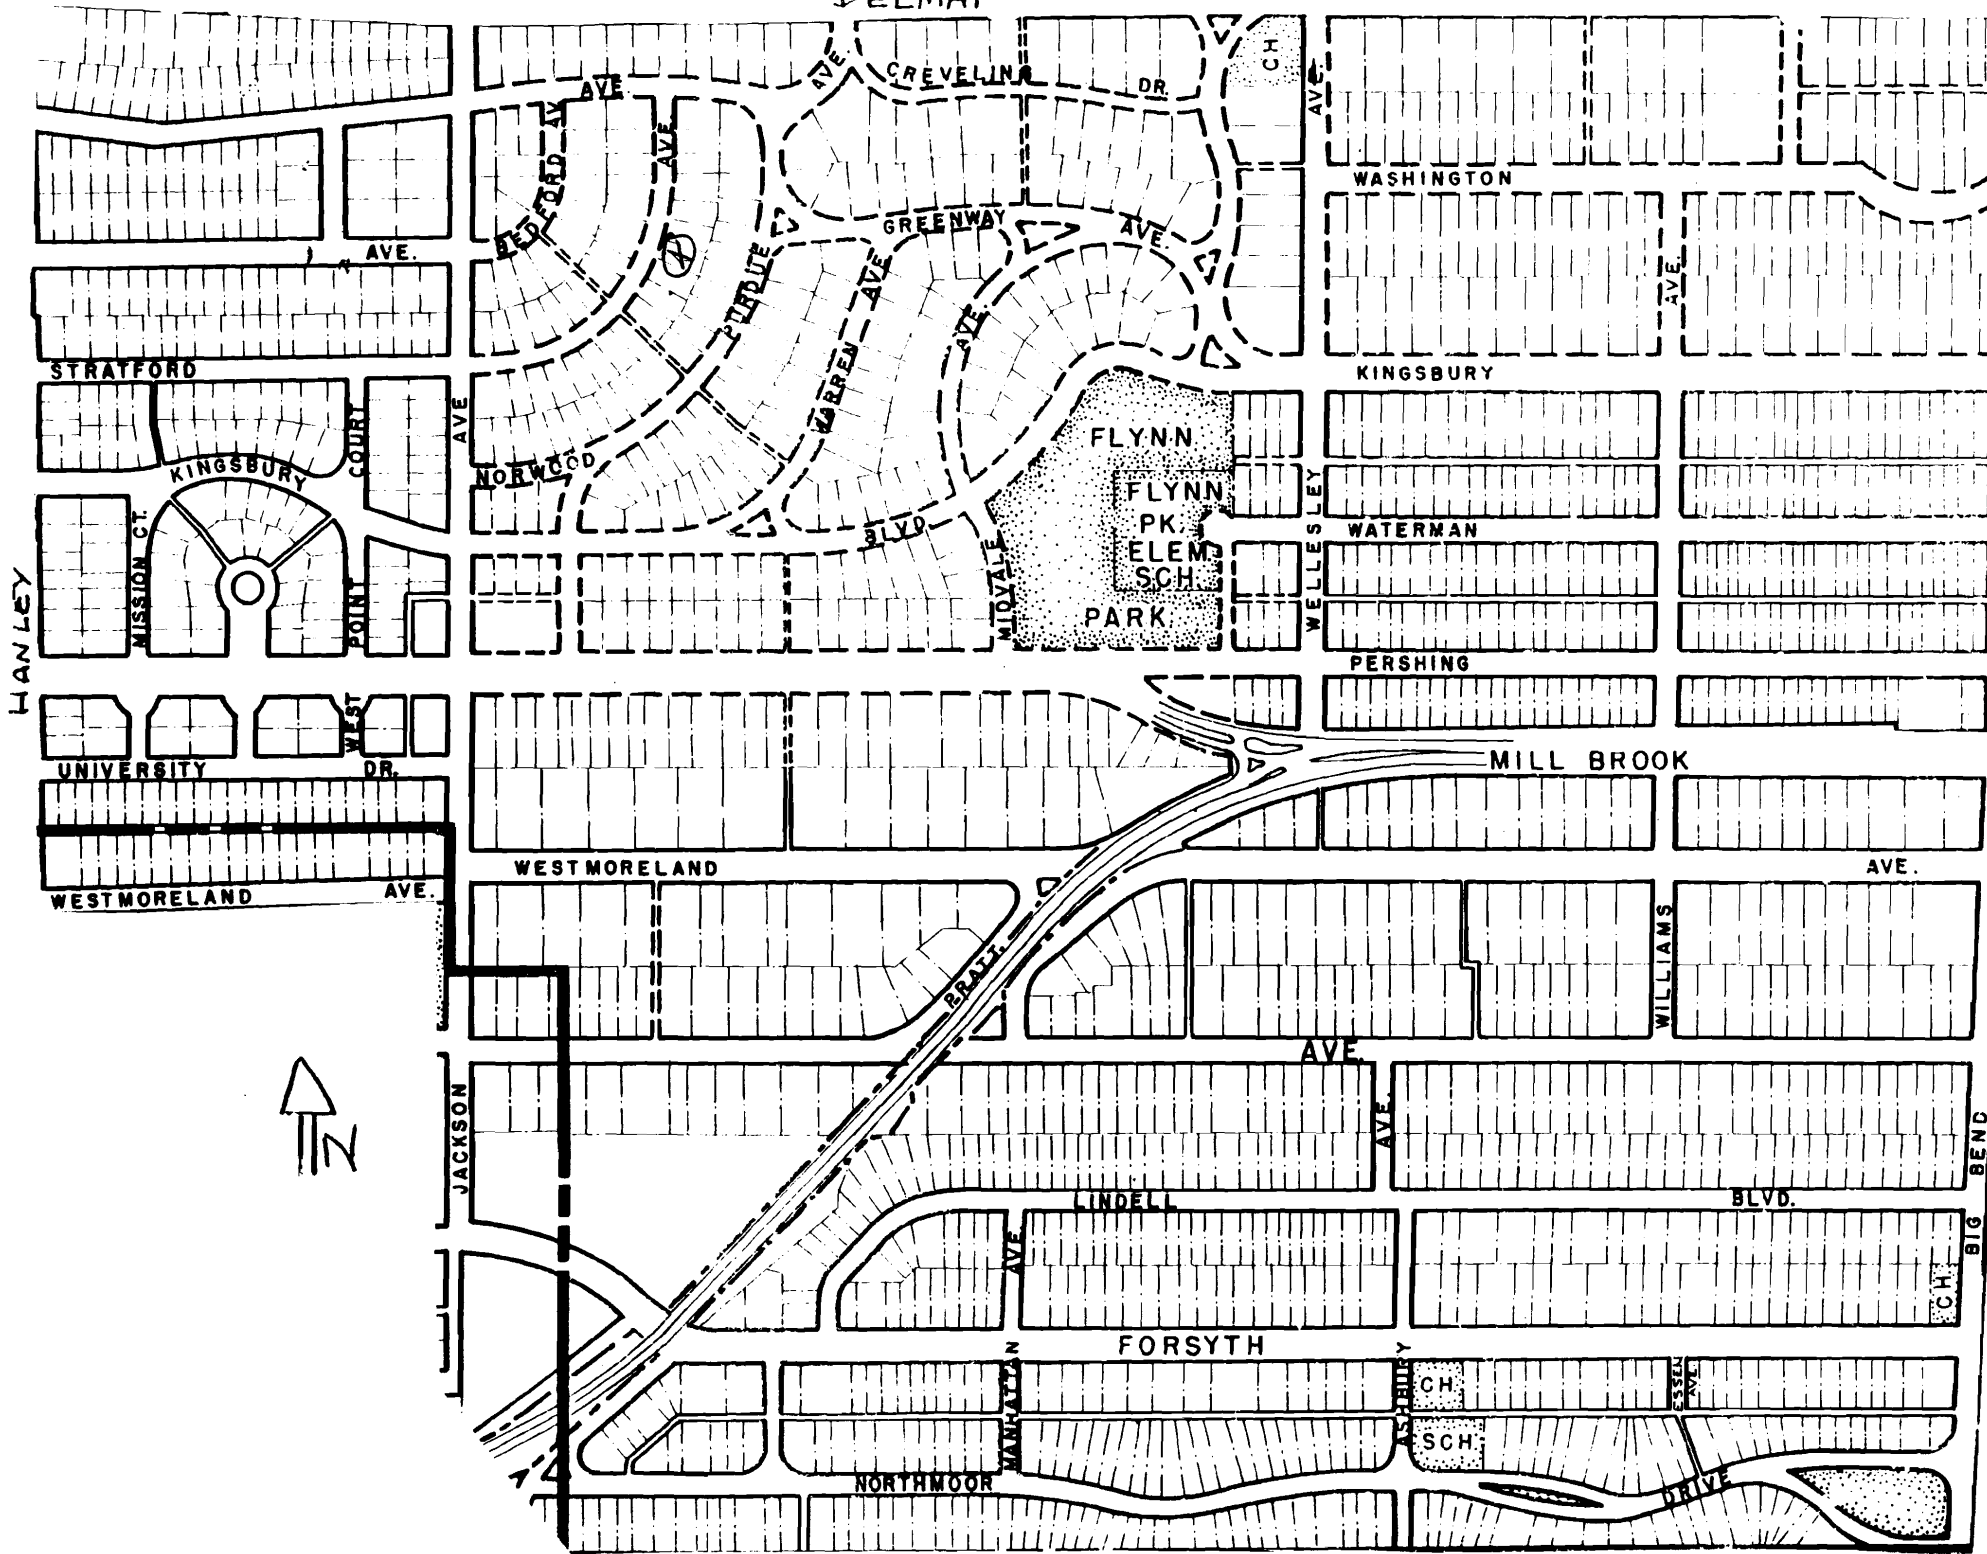 CH
CREVELING
AVE.
DR.
AVE
AVE.
BEDFORD AV
AVE
WASHINGTON
GREENWAY
AVE.
AVE.
PURDUE
AVE
AVE.
AVE.
STRATFORD
KINGSBURY
WARREN
COURT
AVE
FLYNN
KINGSBURY
NORWOOD
FLYNN
PK.
ELEM.
SCH.
PARK
WELLESLEY
WATERMAN
MISSION CT.
BLVD
MIDVALE
HANLEY
POINT
PERSHING
WEST
UNIVERSITY
DR.
MILL BROOK
WESTMORELAND
AVE.
WESTMORELAND
AVE.
WILLIAMS
PRATT
AVE.
N
JACKSON
AVE.
BIG BEND
LINDELL
BLVD.
AVE
CH
FORSYTH
MANHATTAN
ASHBURY
CH
ESSEX
AVE
SCH.
NORTHMOOR
DRIVE